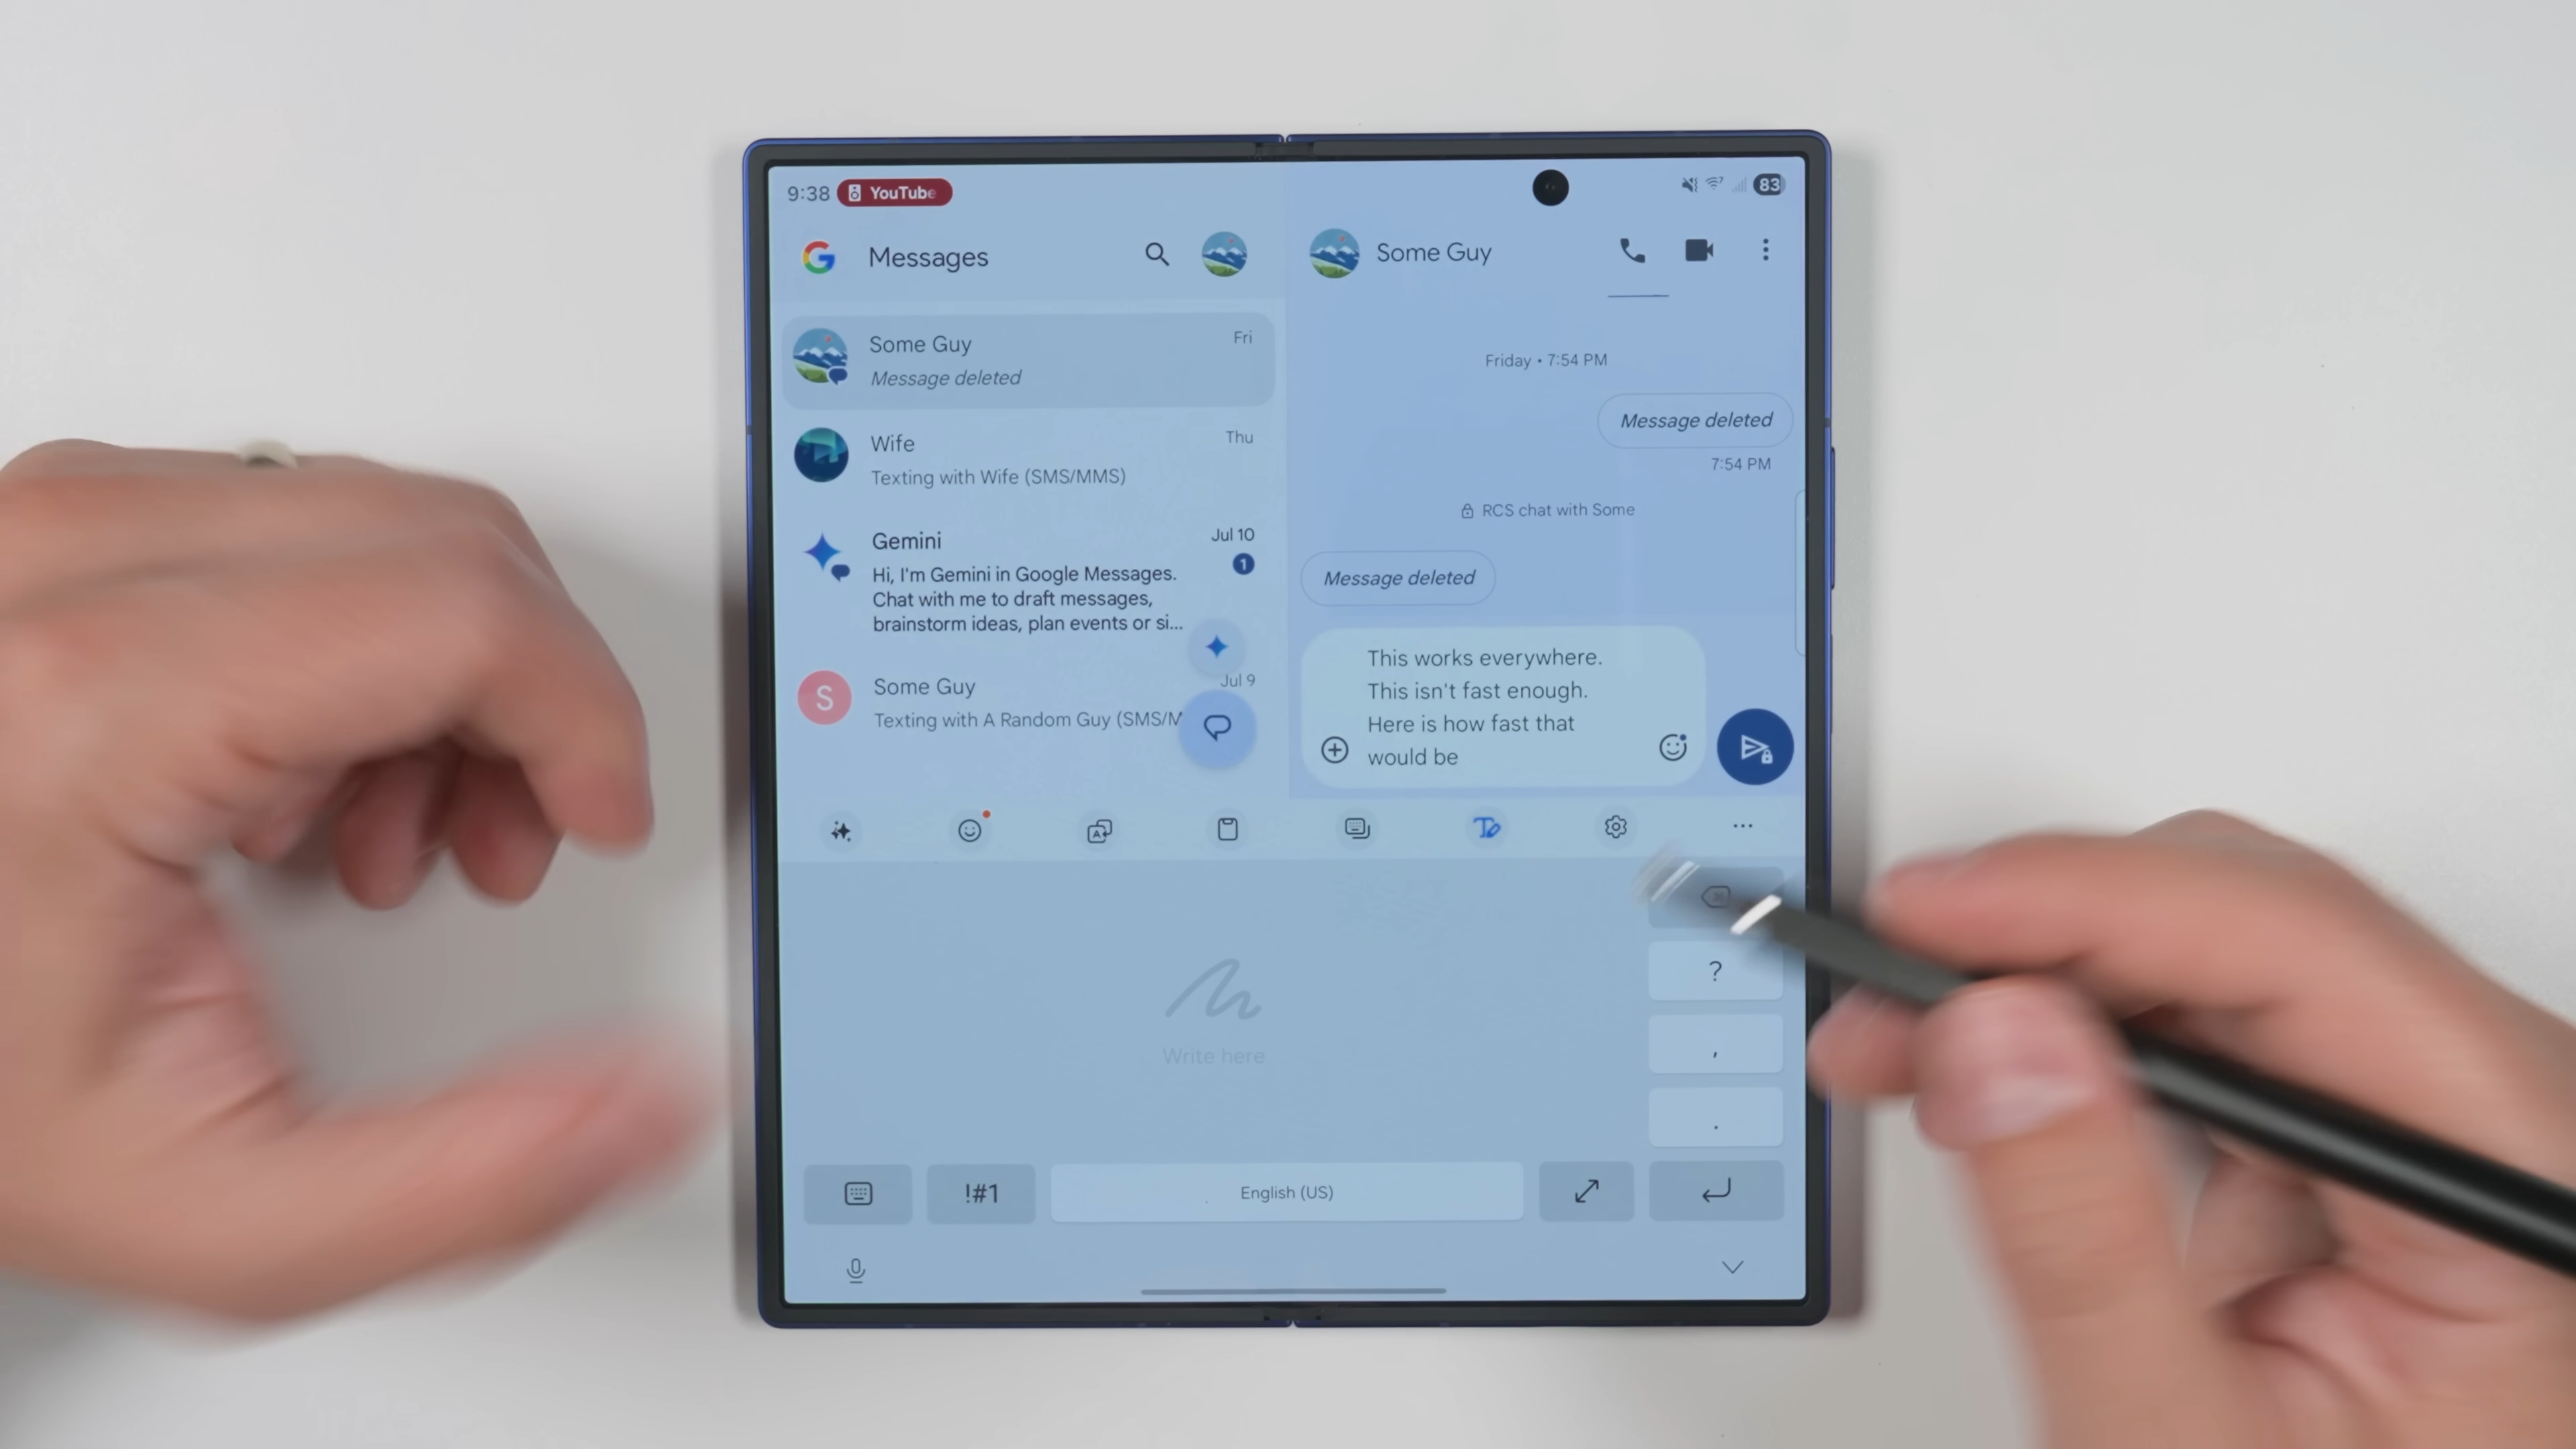 9:38 YouTube
83
Messages
Some Guy
Fri
Message deleted
Wife
Thu
Texting with Wife (SMS/MMS)
Gemini
Jul 10
1
Hi, I'm Gemini in Google Messages.
Chat with me to draft messages,
brainstorm ideas, plan events or si...
S
Some Guy
Jul 9
Texting with A Random Guy (SMS/M
Some Guy
Friday • 7:54 PM
Message deleted
7:54 PM
RCS chat with Some
Message deleted
This works everywhere.
This isn't fast enough.
Here is how fast that
would be
Write here
?
,
.
!#1
English (US)